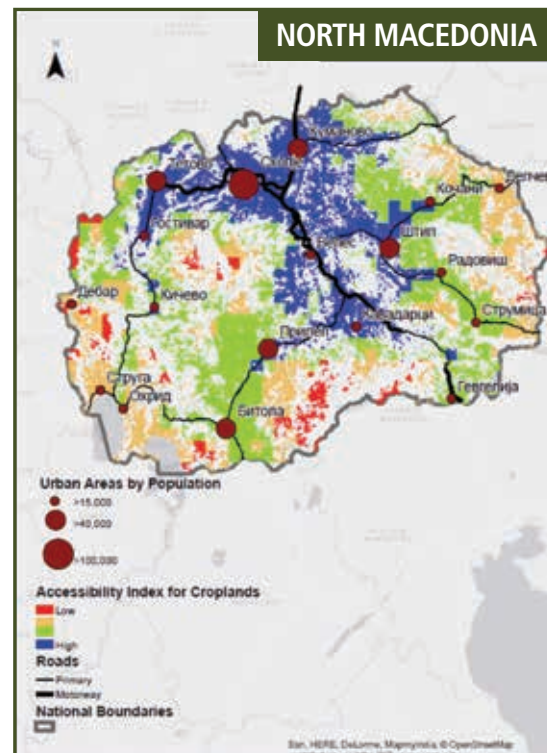 NORTH MACEDONIA
N
Куманово
Тетово
Скопје
Делчево
Кочани
Гостивар
Штип
Велес
Радовиш
Дебар
Кичево
Струмица
Кавадарци
Прилеп
Струга
Охрид
Гевгелија
Битола
Urban Areas by Population
>15,000
>40,000
>100,000
Accessibility Index for Croplands
Low
High
Roads
Primary
Motorway
National Boundaries
Esri, HERE, DeLorme, MapmyIndia, © OpenStreetMap